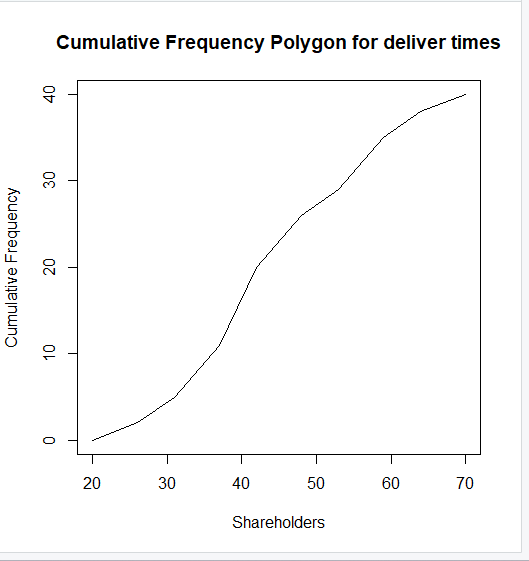 Cumulative Frequency Polygon for deliver times
Cumulative Frequency
40
30
20
10
0
20 30 40 50 60 70
Shareholders